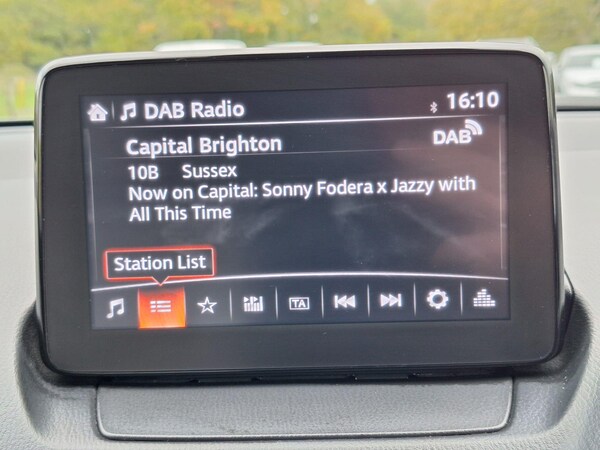 DAB Radio
16:10
Capital Brighton
DAB
10B Sussex
Now on Capital: Sonny Fodera x Jazzy with
All This Time
Station List
TA